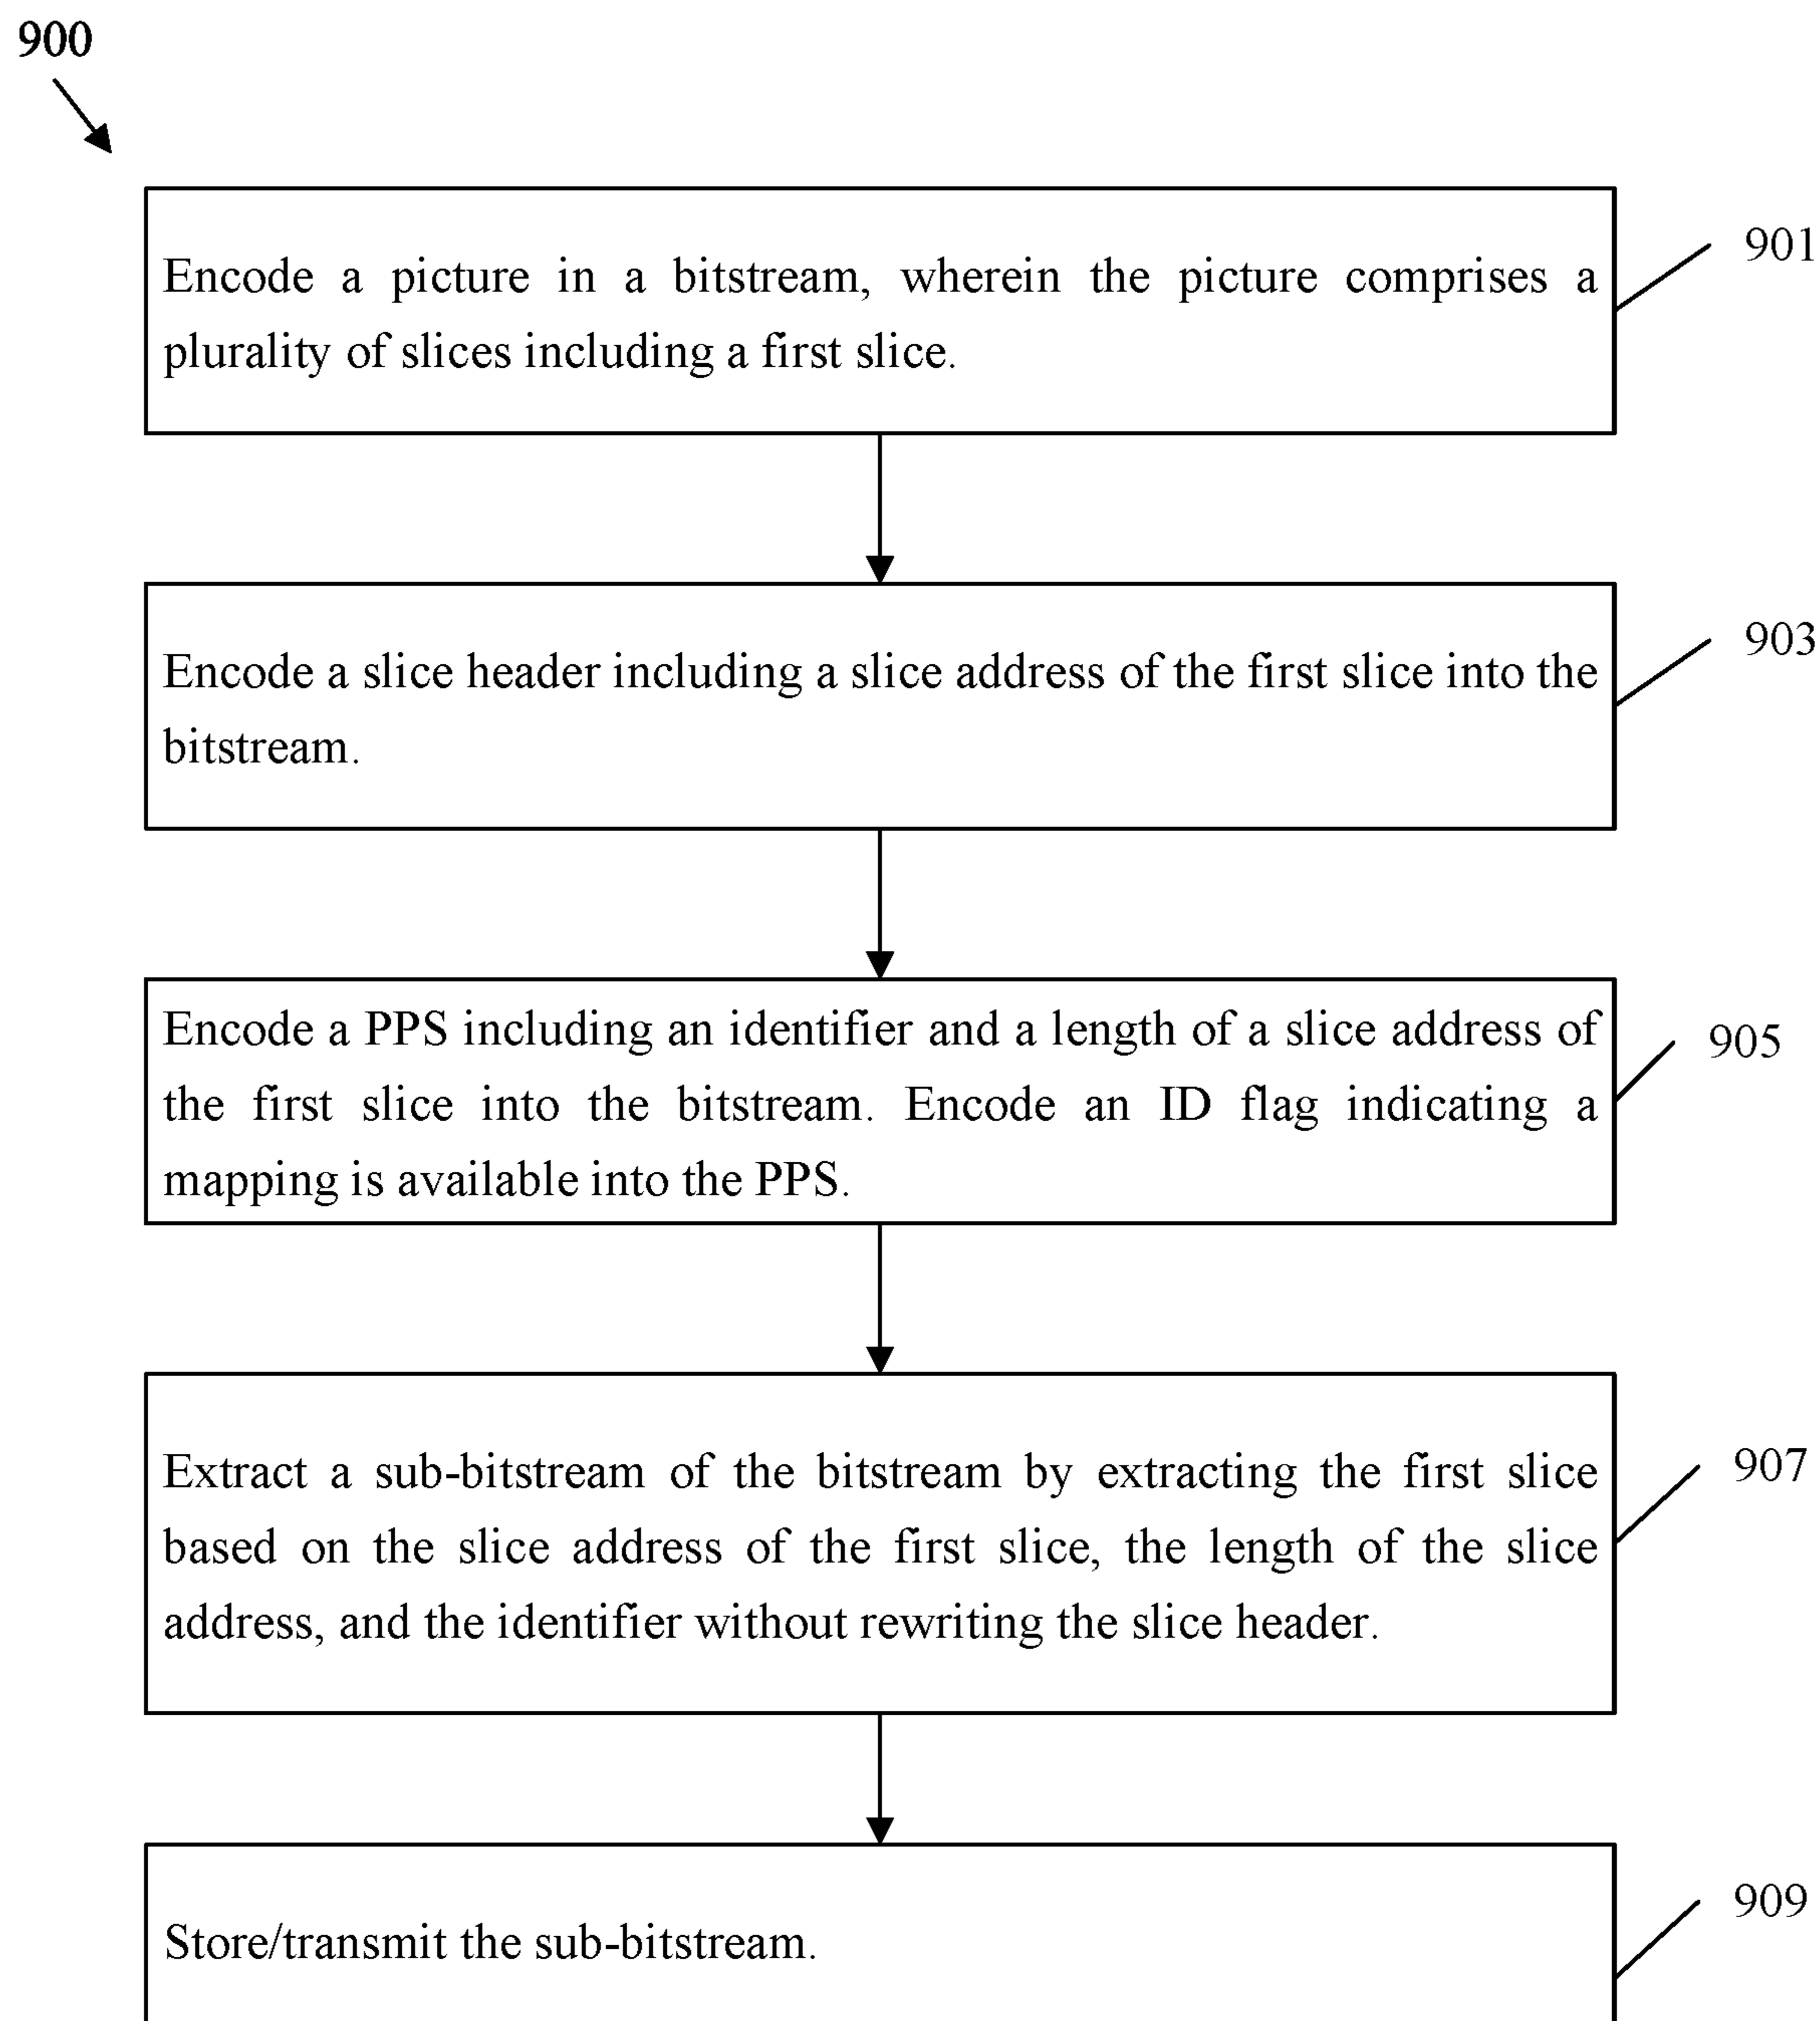 900
Encode a picture in a bitstream, wherein the picture comprises a
plurality of slices including a first slice.
901
Encode a slice header including a slice address of the first slice into the
bitstream.
903
Encode a PPS including an identifier and a length of a slice address of
the first slice into the bitstream. Encode an ID flag indicating a
mapping is available into the PPS.
905
Extract a sub-bitstream of the bitstream by extracting the first slice
based on the slice address of the first slice, the length of the slice
address, and the identifier without rewriting the slice header.
907
Store/transmit the sub-bitstream.
909